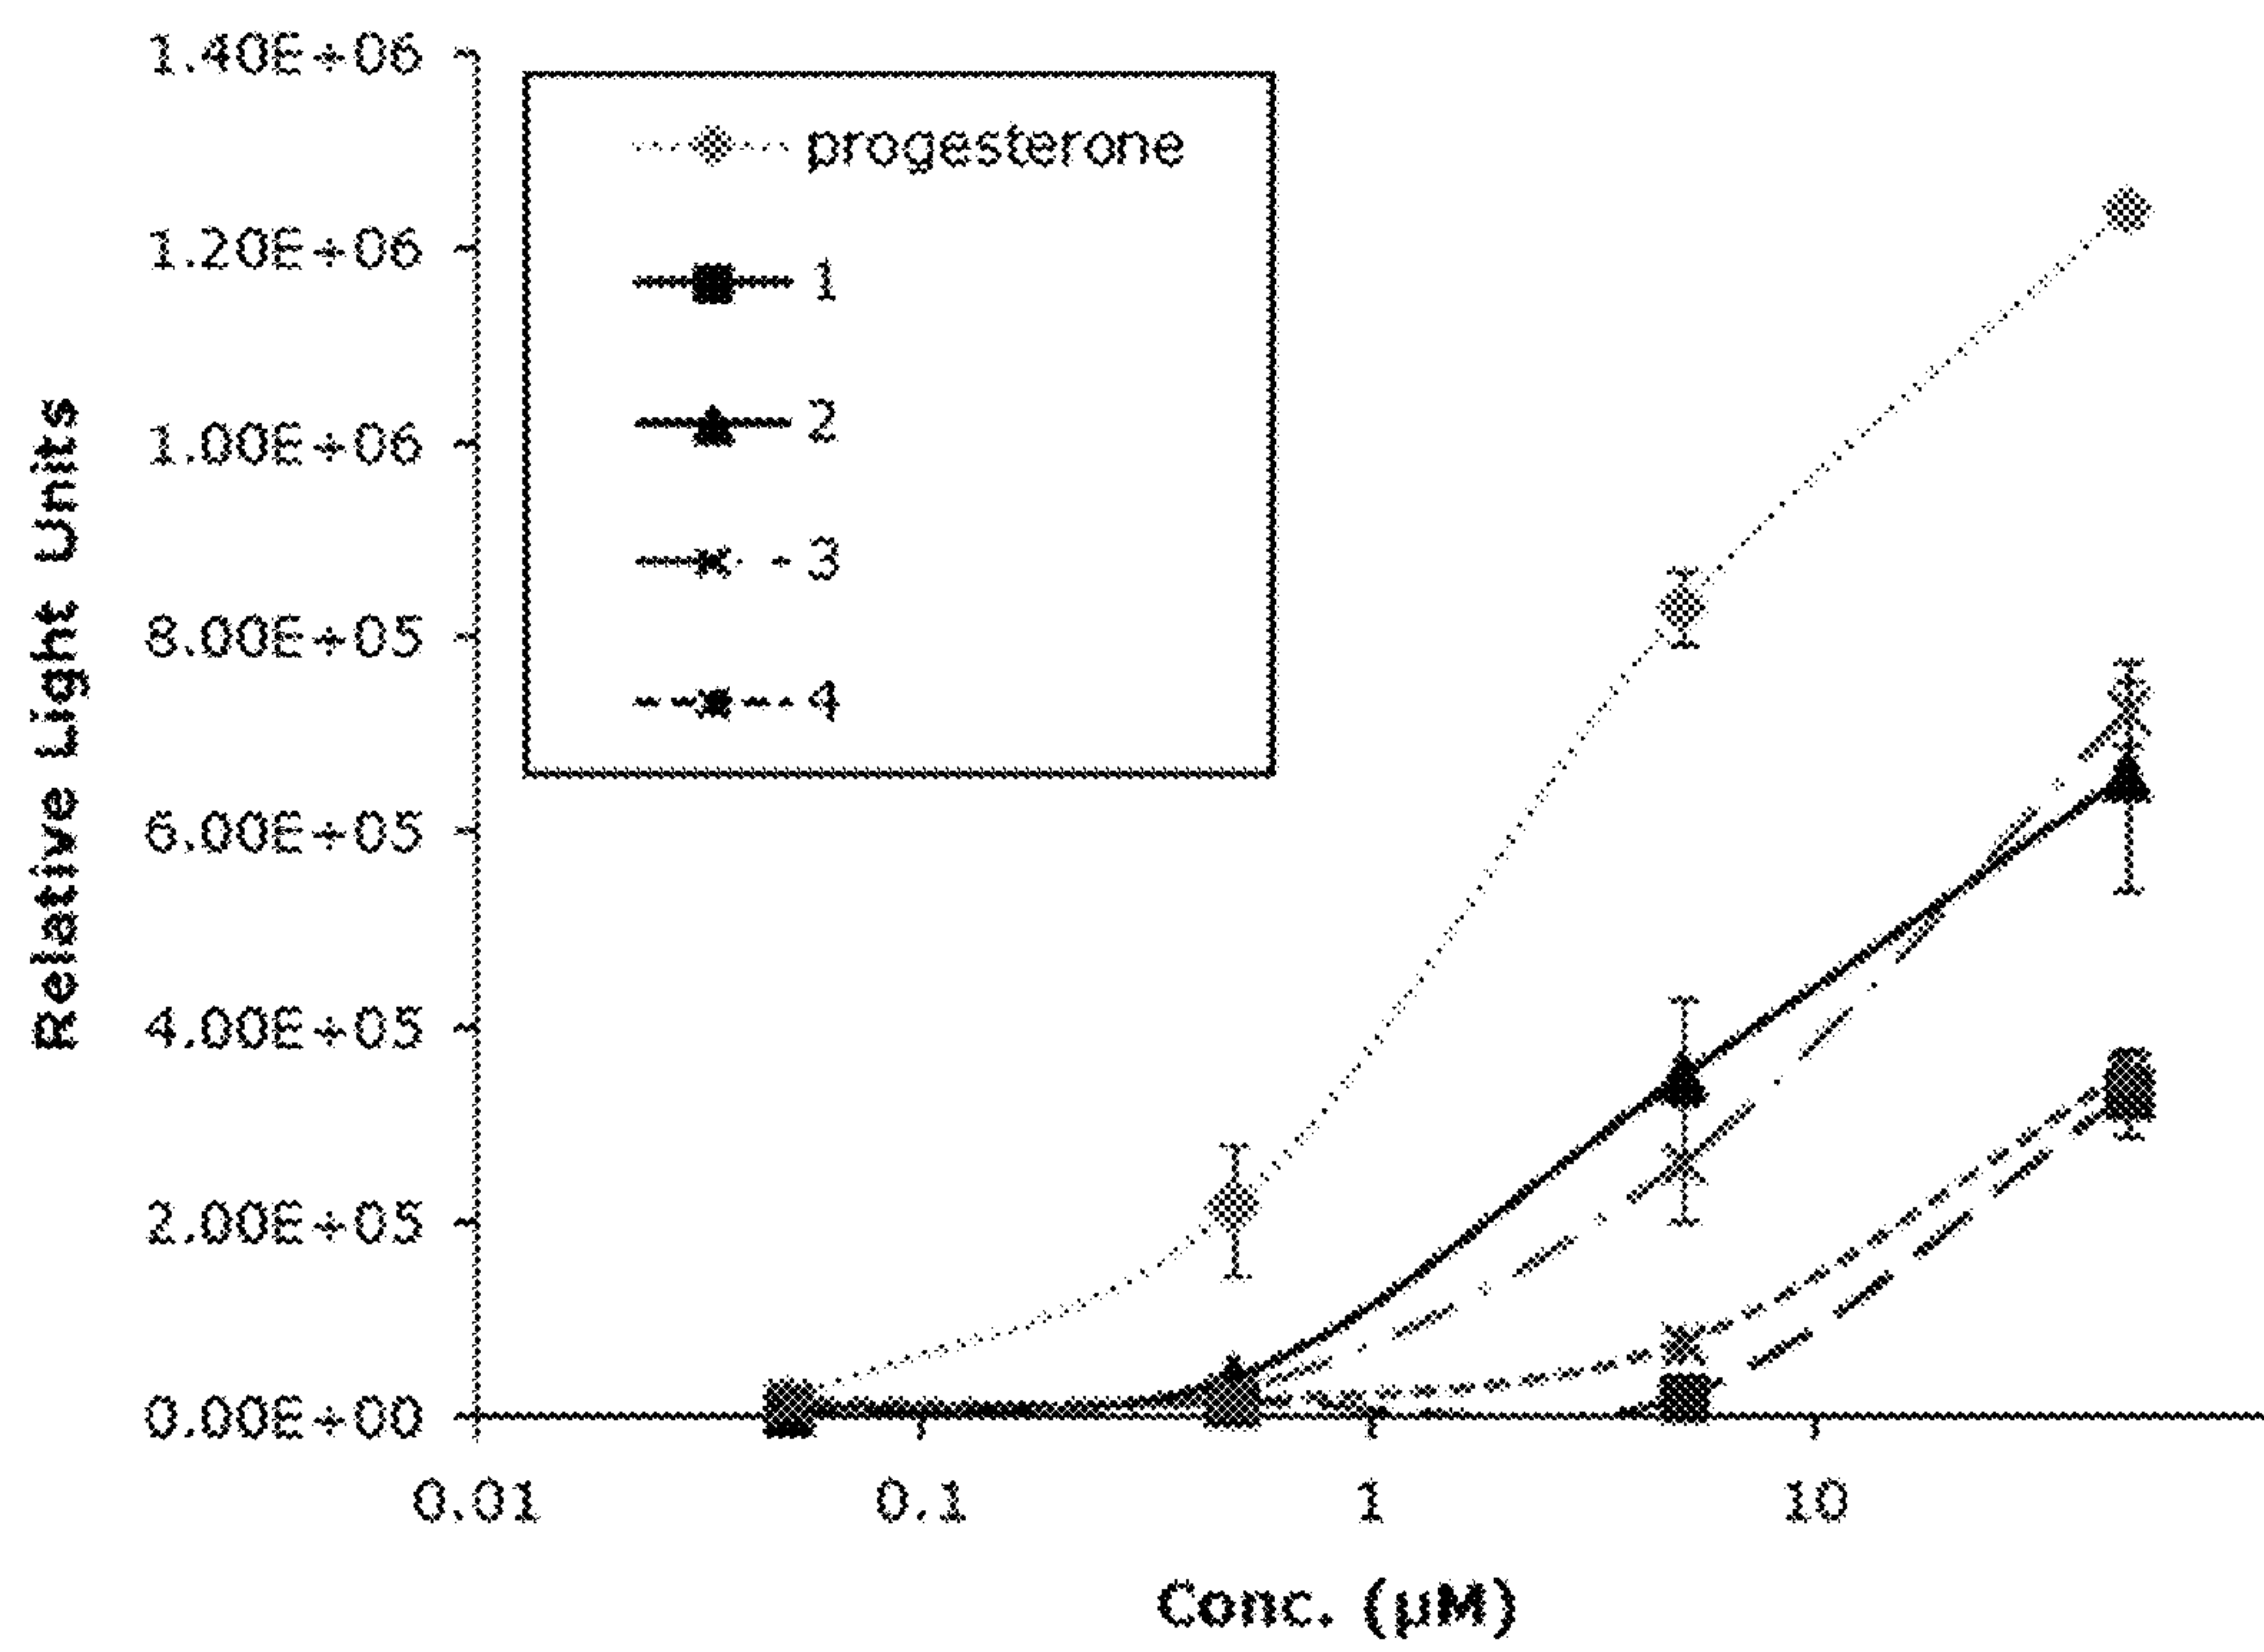 1.40E+06
1.20E+06
1.00E+06
8.00E+05
6.00E+05
4.00E+05
2.00E+05
0.00E+00
Relative Light Units
progesterone
1
2
3
4
0.01 0.1 1 10
Conc. (µM)